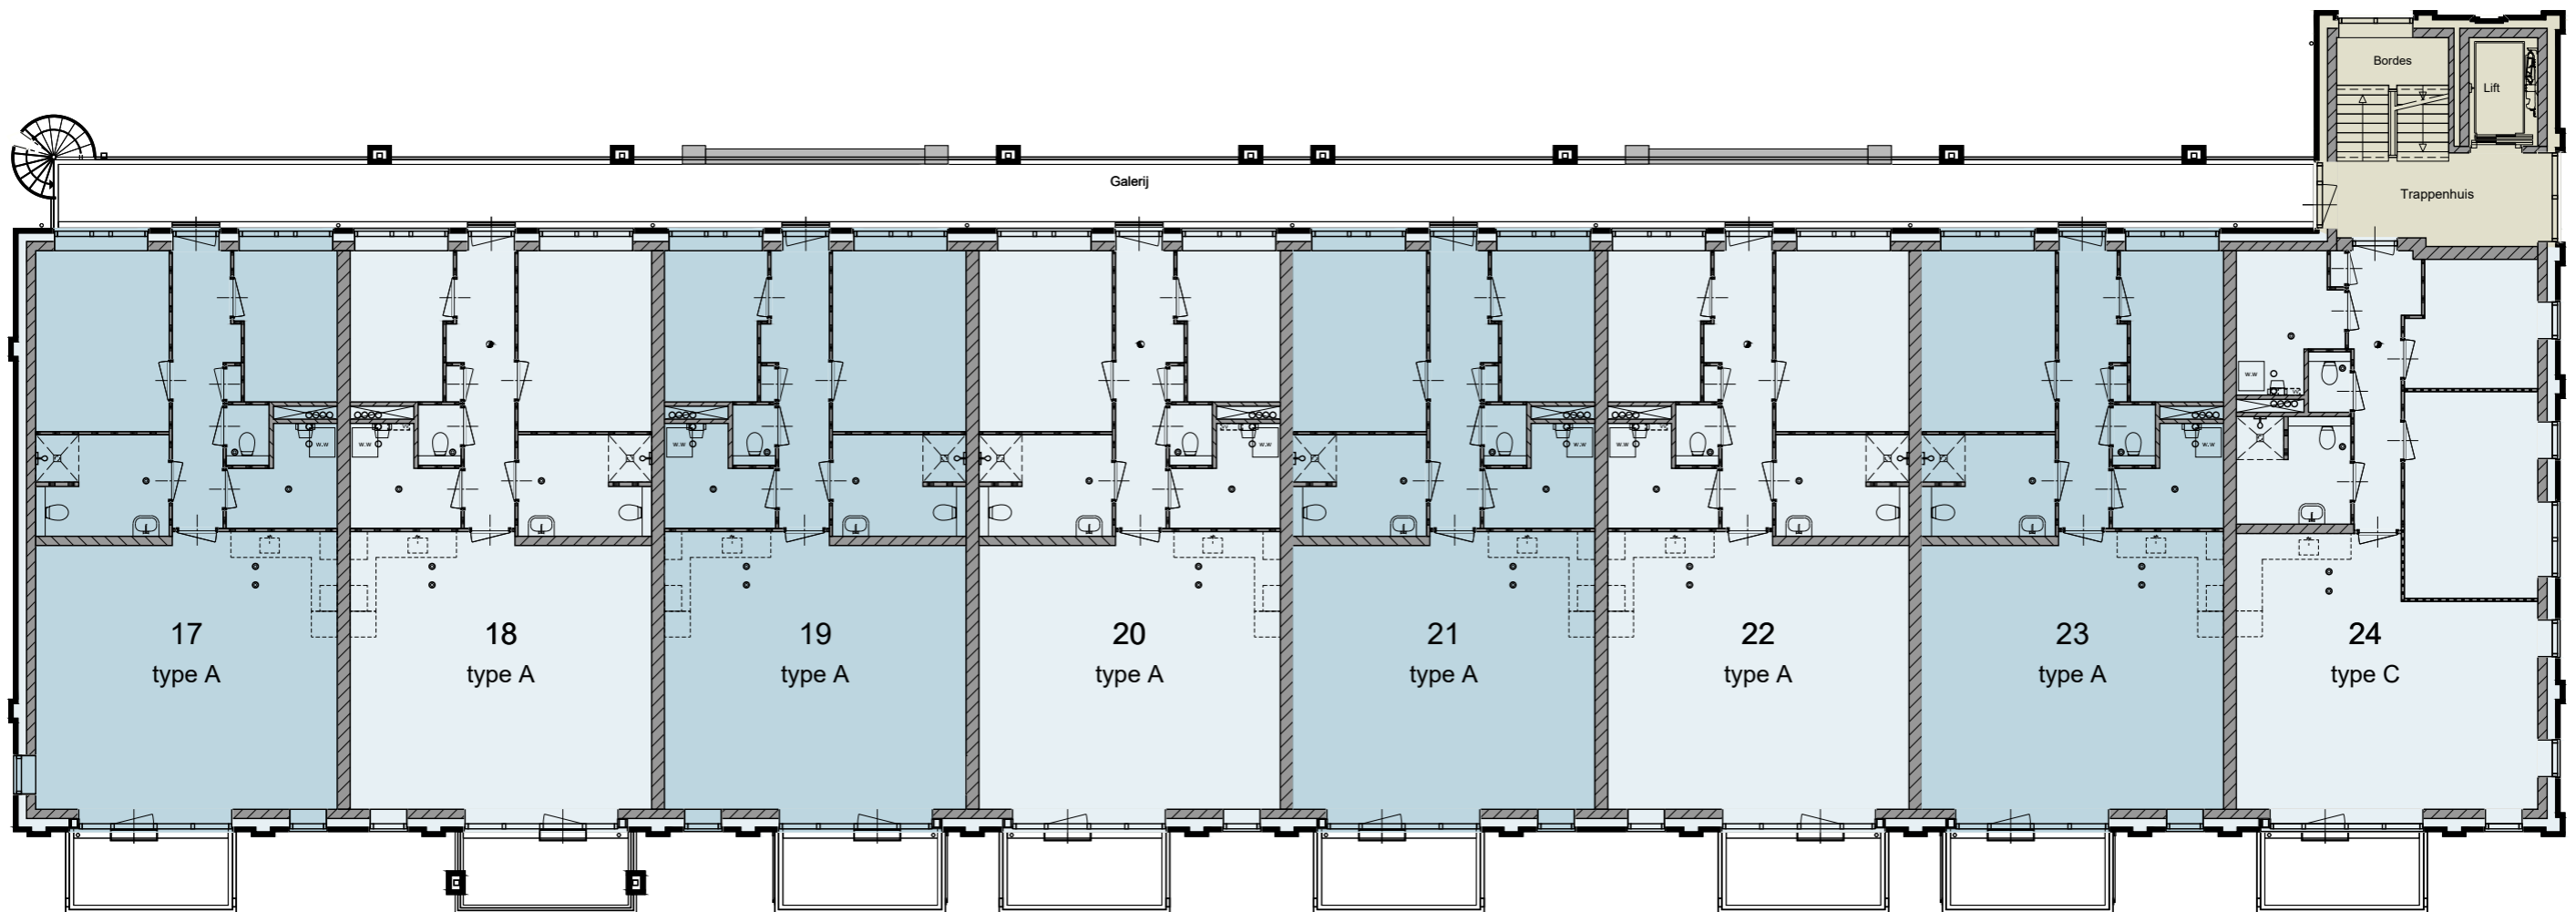 Bordes
Lift
Galerij
Trappenhuis
w.w
w.w
w.w
w.w
w.w
w.w
w.w
w.w
17
type A
18
type A
19
type A
20
type A
21
type A
22
type A
23
type A
24
type C